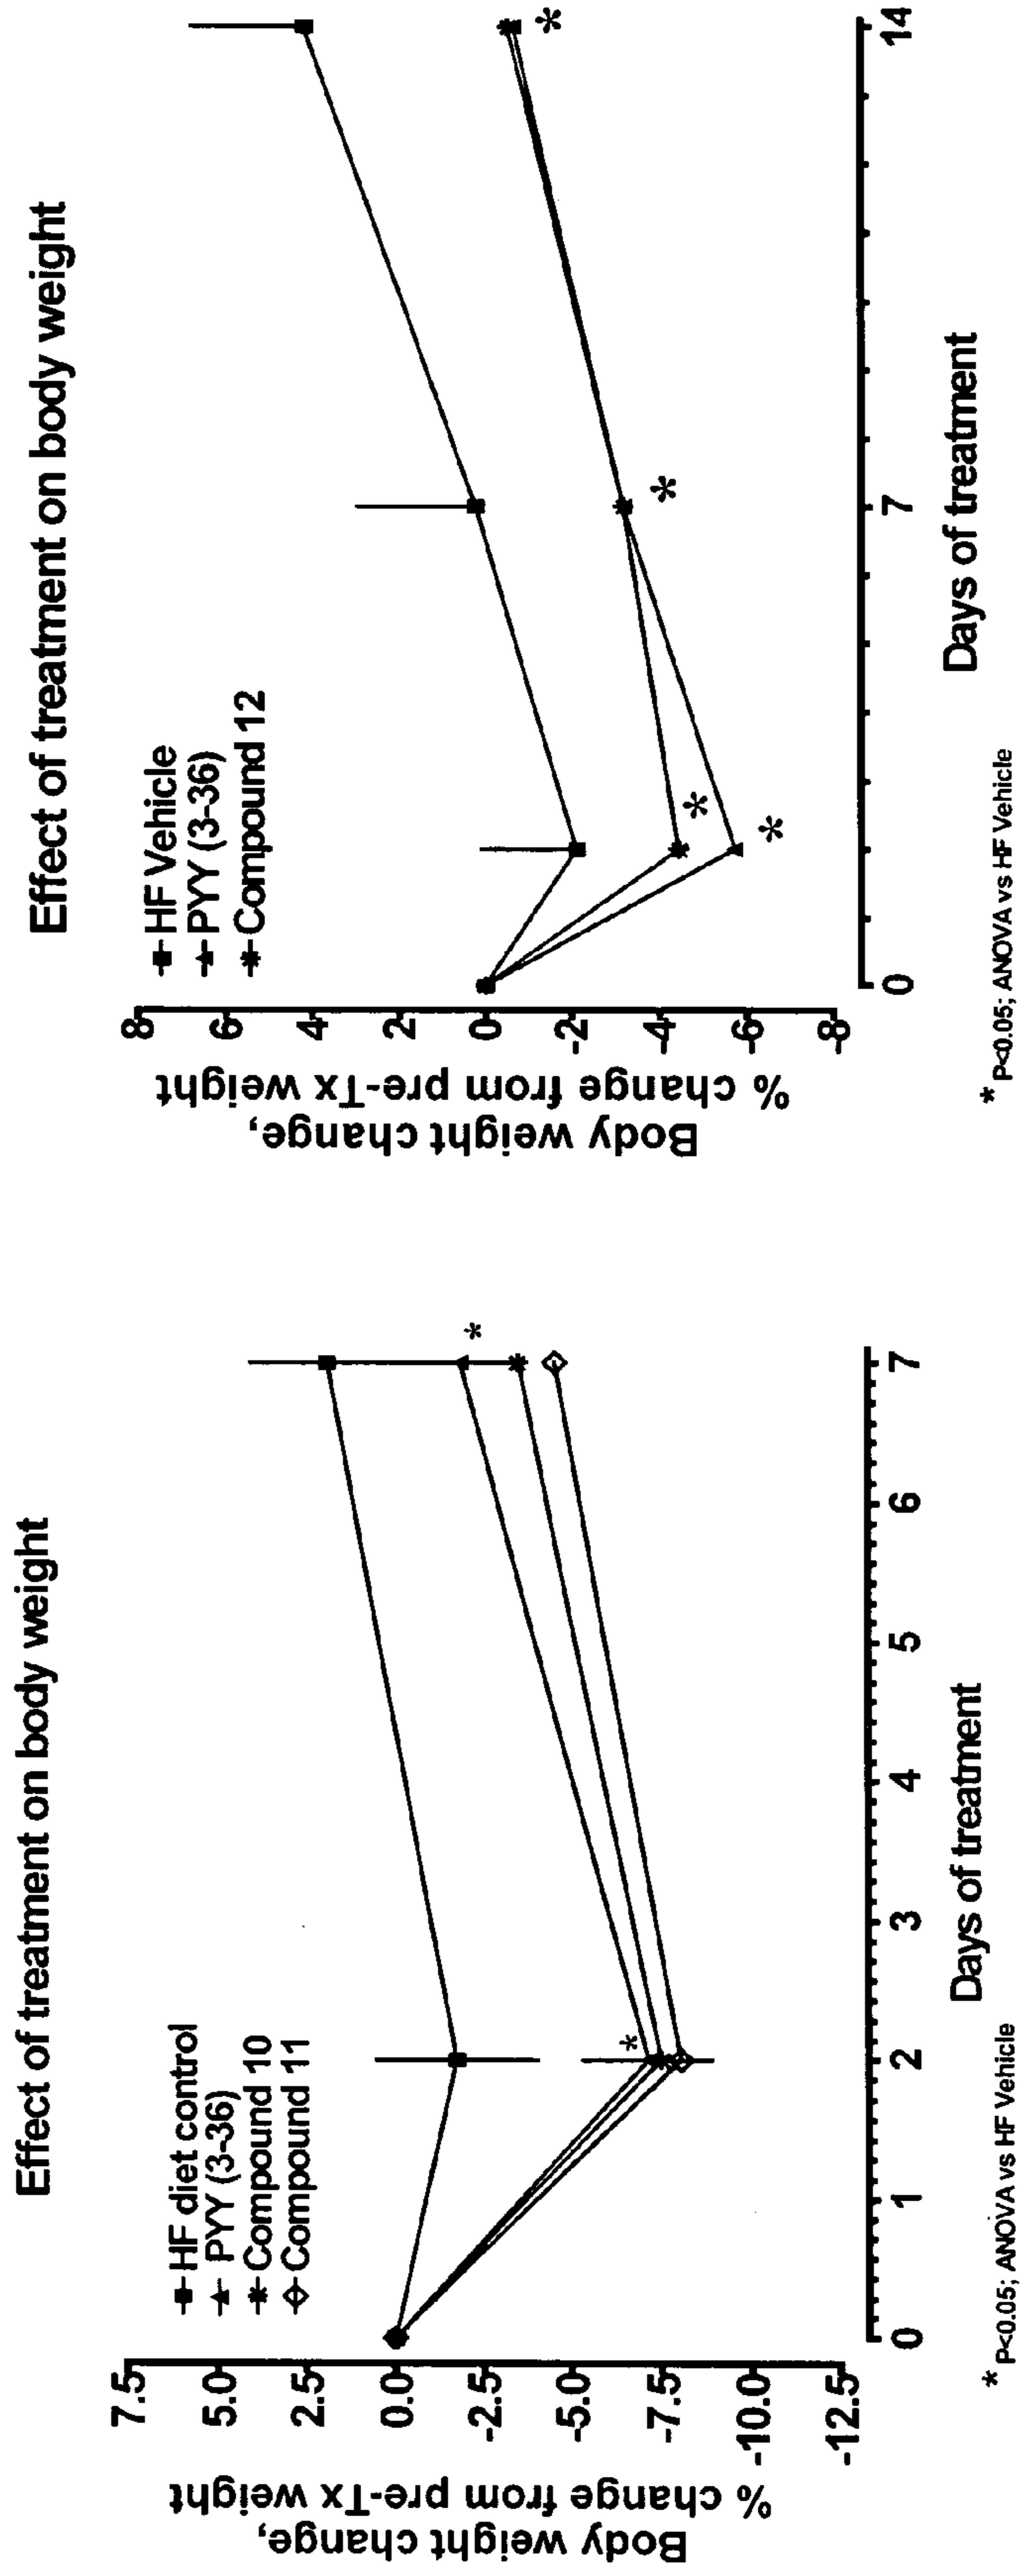 Effect of treatment on body weight
HF diet control
PYY (3-36)
Compound 10
Compound 11
Body weight change,
% change from pre-Tx weight
7.5
5.0
2.5
0.0
-2.5
-5.0
-7.5
-10.0
-12.5
*
*
0 1 2 3 4 5 6 7
Days of treatment
* P<0.05; ANOVA vs HF Vehicle
Effect of treatment on body weight
HF Vehicle
PYY (3-36)
Compound 12
Body weight change,
% change from pre-Tx weight
8
6
4
2
0
-2
-4
-6
-8
*
*
*
*
0 7 14
Days of treatment
* P<0.05; ANOVA vs HF Vehicle